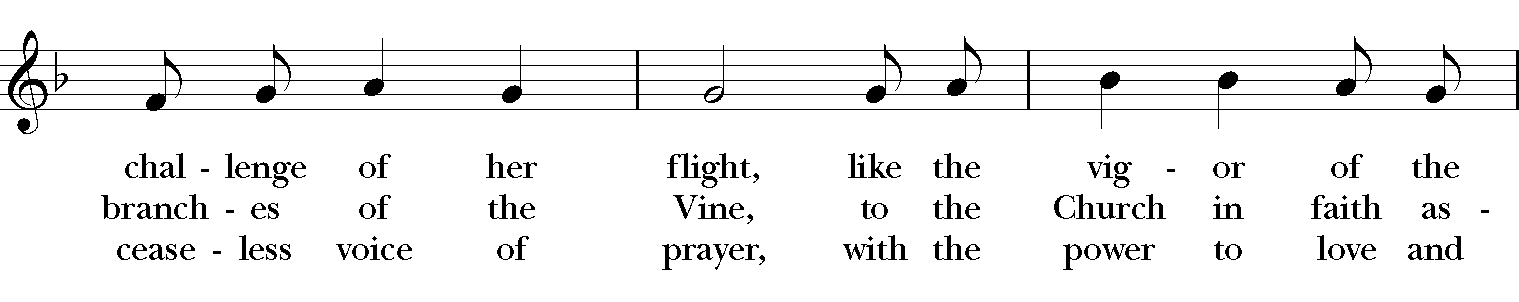 chal - lenge of her flight, like the vig - or of the
branch - es of the Vine, to the Church in faith as -
cease - less voice of prayer, with the power to love and